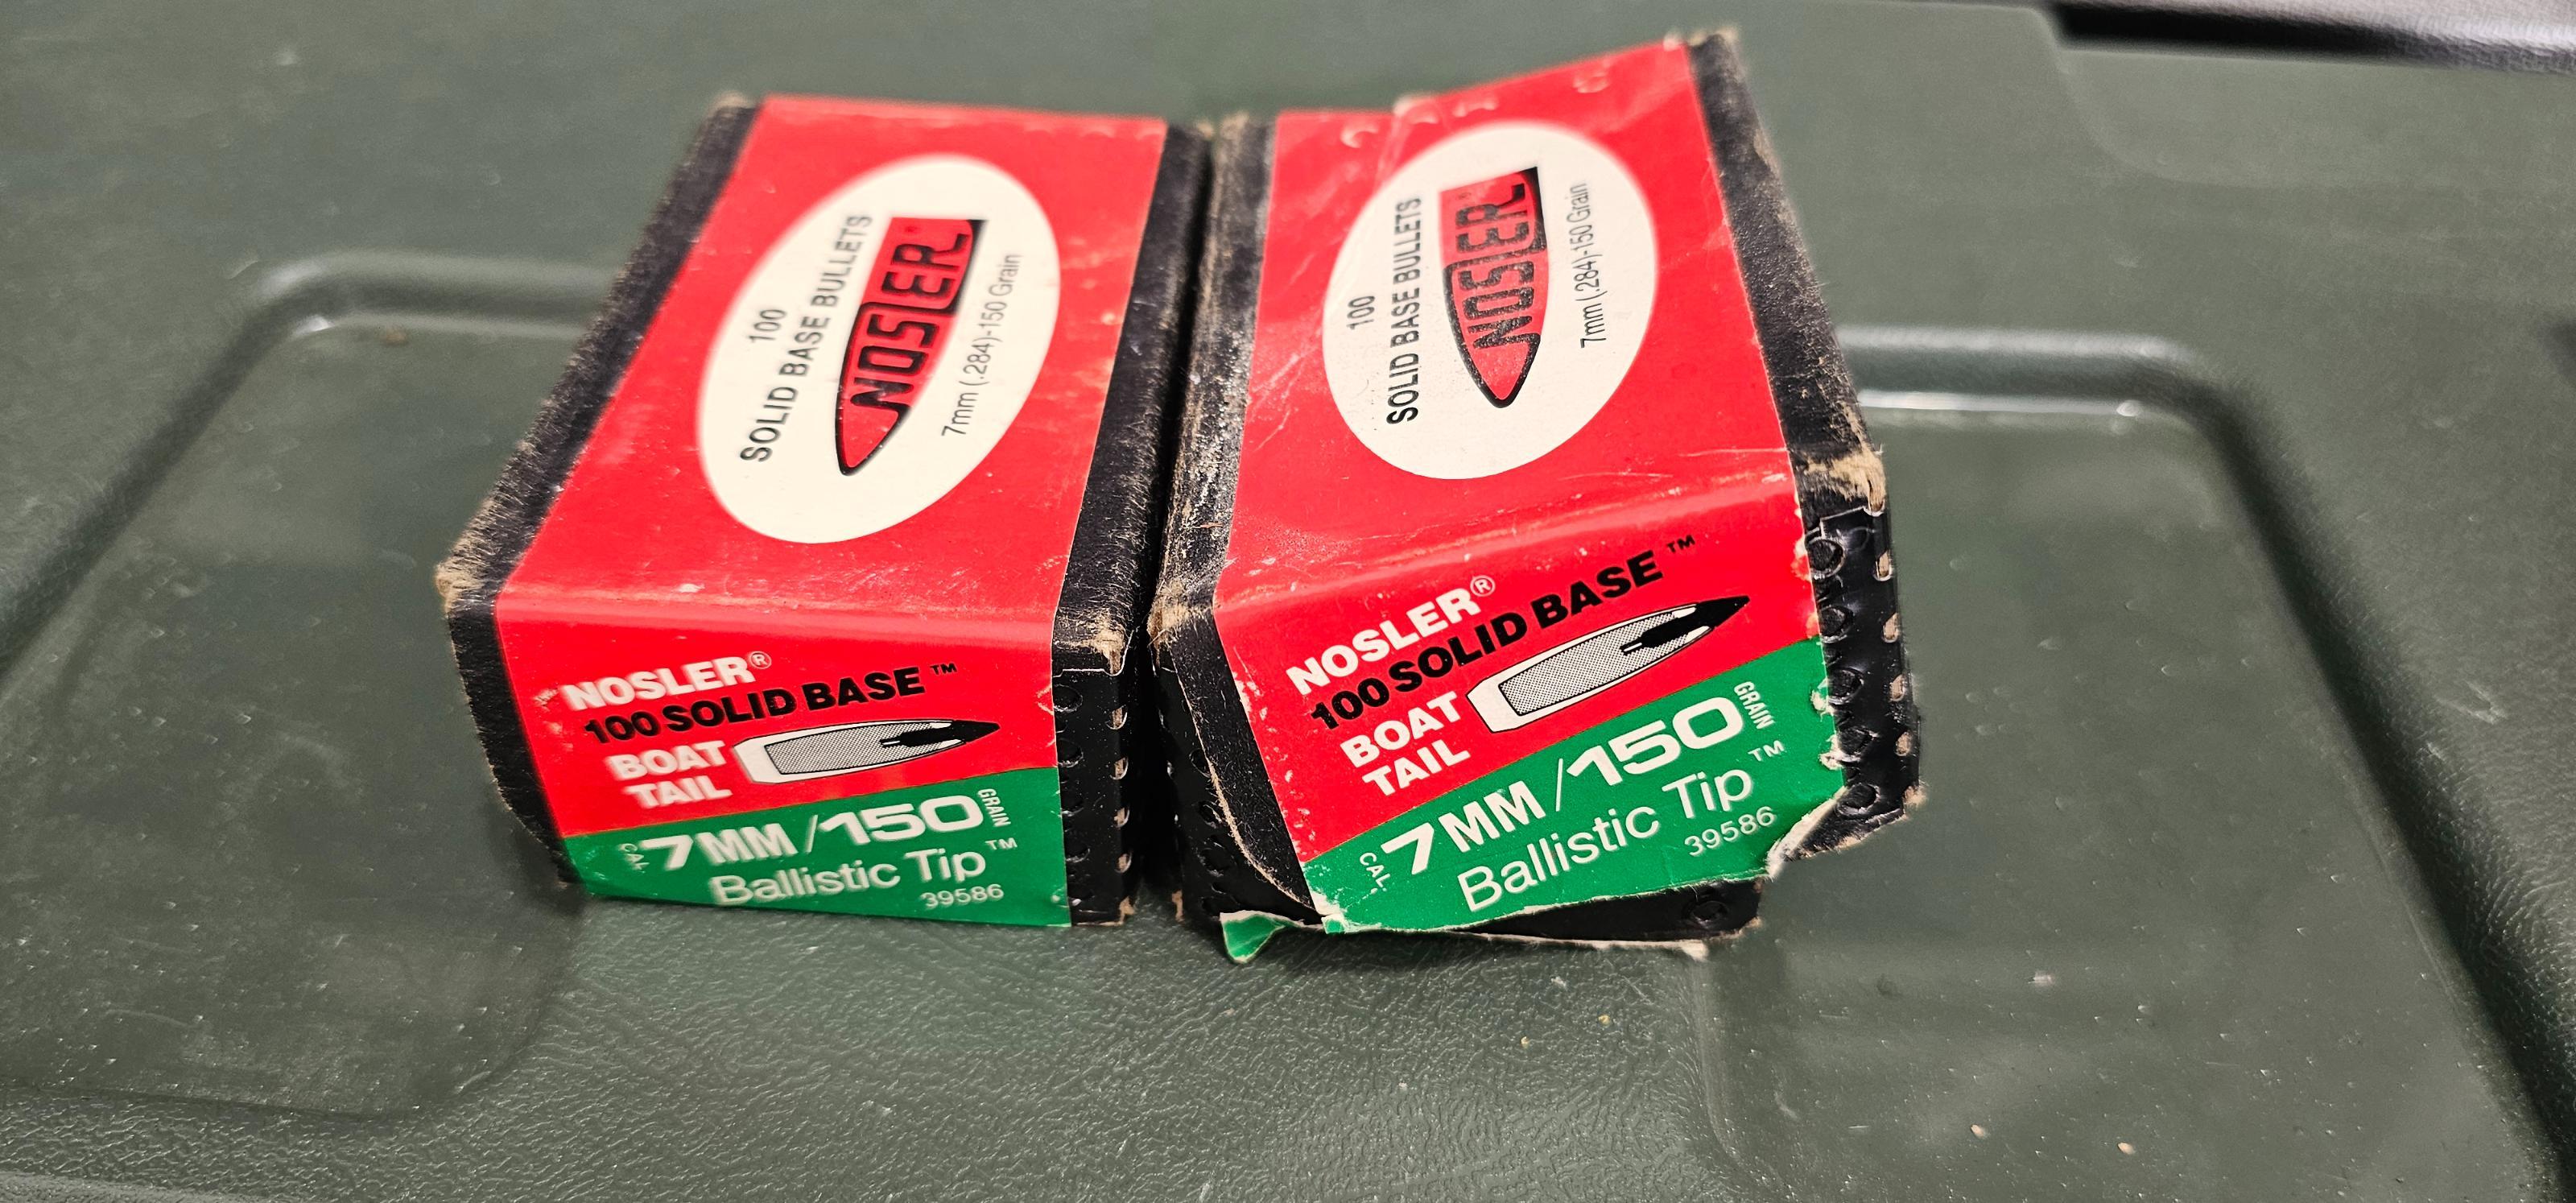 100
SOLID BASE BULLETS
NOSLER®
7mm (.284)-150 Grain
NOSLER®
100 SOLID BASE™
BOAT
TAIL
CAL. 7MM/150 GRAIN
Ballistic Tip™
39586
100
SOLID BASE BULLETS
NOSLER
7mm (.284)-150 Grain
NOSLER®
100 SOLID BASE™
BOAT
TAIL
CAL. 7MM/150 GRAIN
Ballistic Tip™
39586